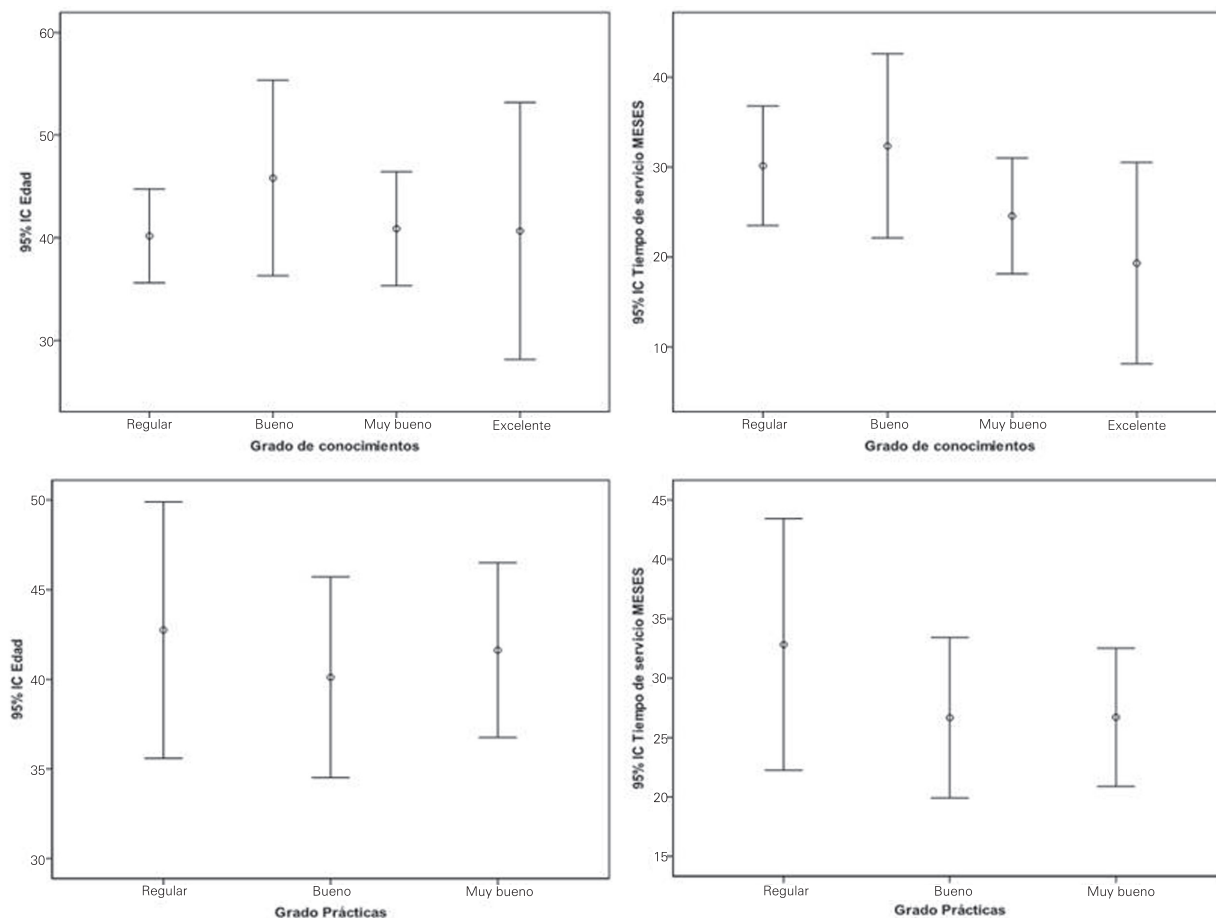 60
50
40
30
95% IC Edad
Regular
Bueno
Muy bueno
Excelente
Grado de conocimientos
40
30
20
10
95% IC Tiempo de servicio MESES
Regular
Bueno
Muy bueno
Excelente
Grado de conocimientos
50
45
40
35
30
95% IC Edad
Regular
Bueno
Muy bueno
Grado Prácticas
45
40
35
30
25
20
15
95% IC Tiempo de servicio MESES
Regular
Bueno
Muy bueno
Grado Prácticas